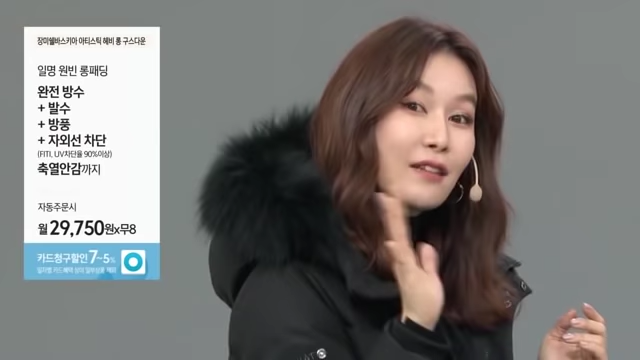 장미쉘바스키아 아티스틱 헤비 롱 구스다운
일명 원빈 롱패딩
완전 방수
+ 발수
+ 방풍
+ 자외선 차단
(FITI, UV차단율 90%이상)
축열안감까지
자동주문시
월 29,750원x무8
카드청구할인 7~5%